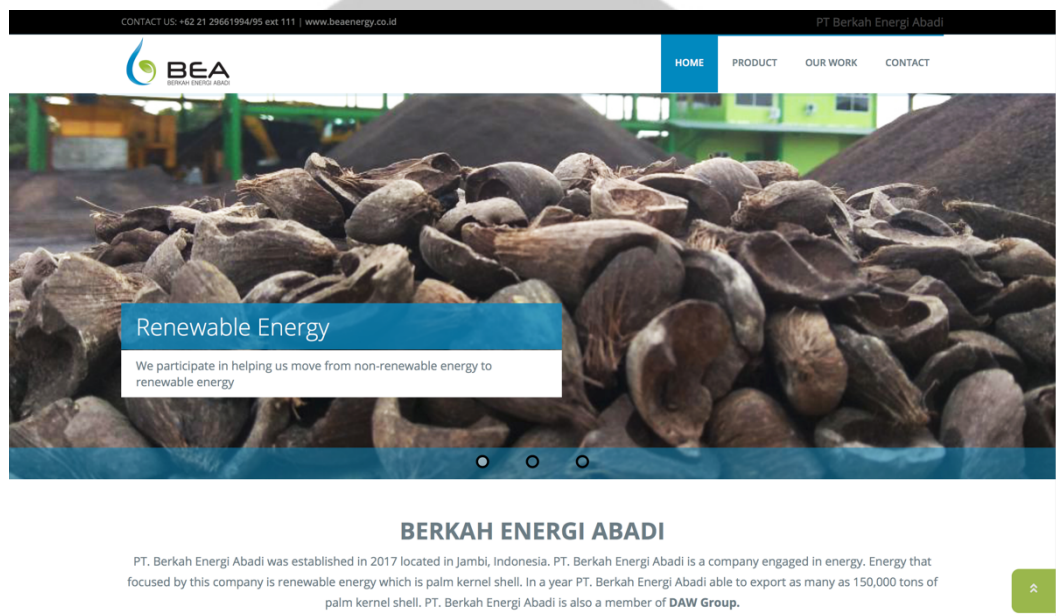 CONTACT US: +62 21 29661994/95 ext 111 | www.beaenergy.co.id
PT Berkah Energi Abadi
BEA
BERKAH ENERGI ABADI
HOME
PRODUCT
OUR WORK
CONTACT
Renewable Energy
We participate in helping us move from non-renewable energy to
renewable energy
BERKAH ENERGI ABADI
PT. Berkah Energi Abadi was established in 2017 located in Jambi, Indonesia. PT. Berkah Energi Abadi is a company engaged in energy. Energy that
focused by this company is renewable energy which is palm kernel shell. In a year PT. Berkah Energi Abadi able to export as many as 150,000 tons of
palm kernel shell. PT. Berkah Energi Abadi is also a member of DAW Group.